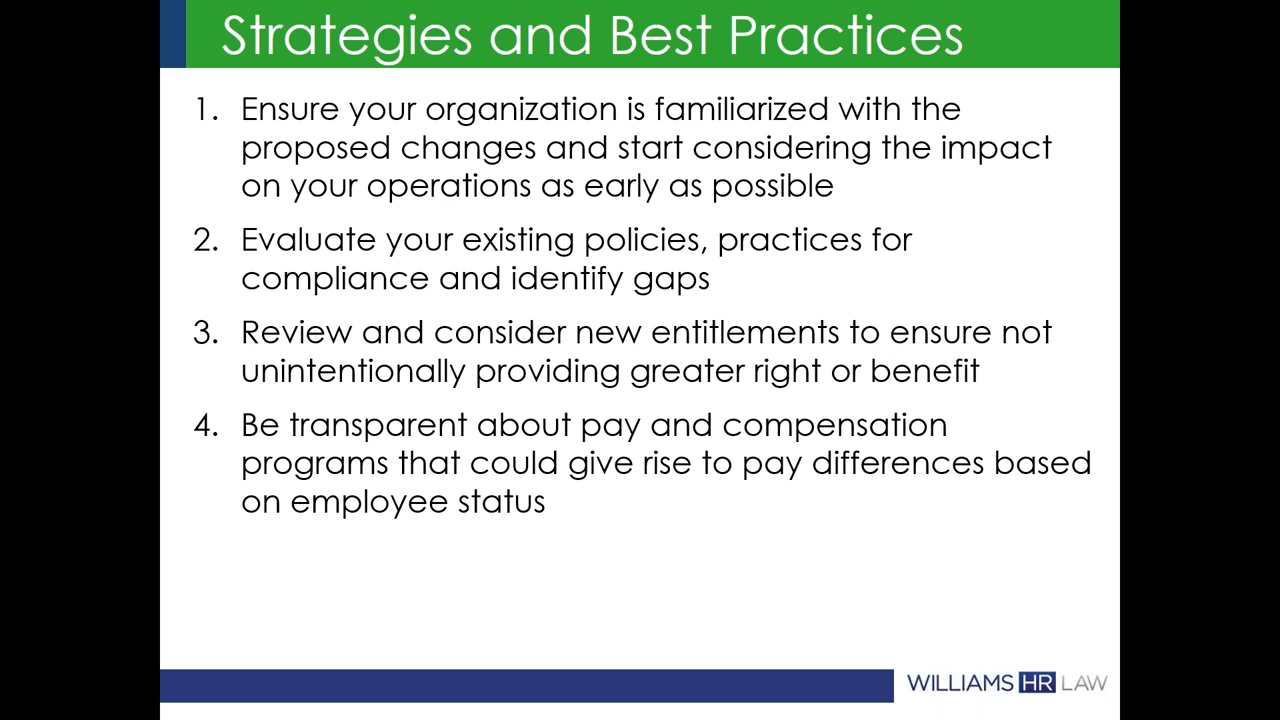 Strategies and Best Practices
1. Ensure your organization is familiarized with the
proposed changes and start considering the impact
on your operations as early as possible
2. Evaluate your existing policies, practices for
compliance and identify gaps
3. Review and consider new entitlements to ensure not
unintentionally providing greater right or benefit
4. Be transparent about pay and compensation
programs that could give rise to pay differences based
on employee status
WILLIAMS HR LAW